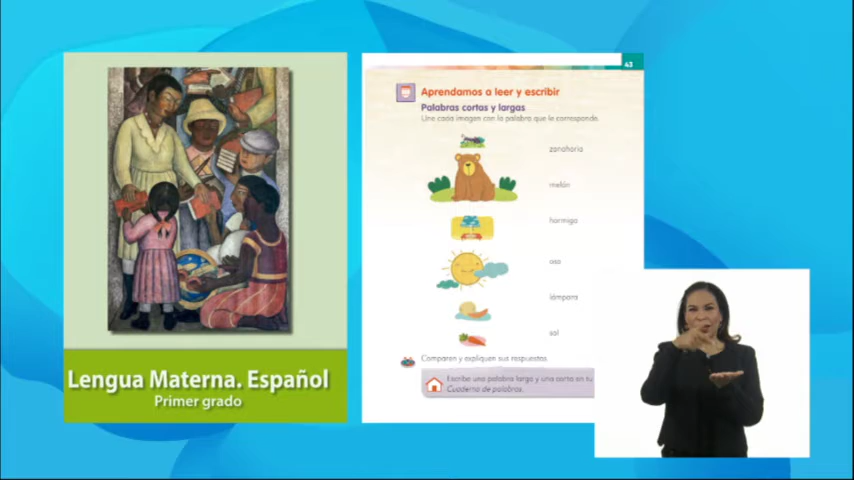 Lengua Materna. Español
Primer grado
43
Aprendamos a leer y escribir
Palabras cortas y largas
Une cada imagen con la palabra que le corresponde.
zanahoria
melón
hormiga
oso
lámpara
sol
Comparen y expliquen sus respuestas.
Escribe una palabra larga y una corta en tu
Cuaderno de palabras.